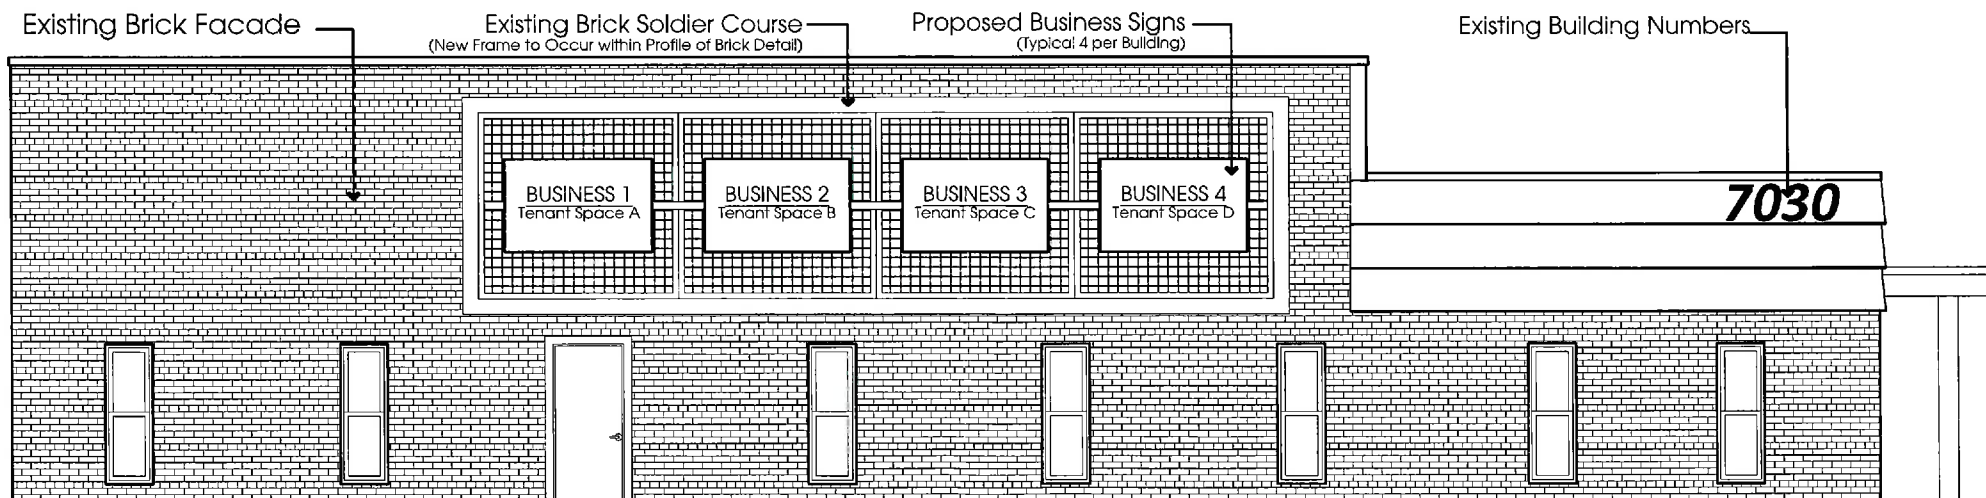 Existing Brick Facade
Existing Brick Soldier Course
(New Frame to Occur within Profile of Brick Detail)
Proposed Business Signs
(Typical 4 per Building)
Existing Building Numbers
BUSINESS 1
Tenant Space A
BUSINESS 2
Tenant Space B
BUSINESS 3
Tenant Space C
BUSINESS 4
Tenant Space D
7030